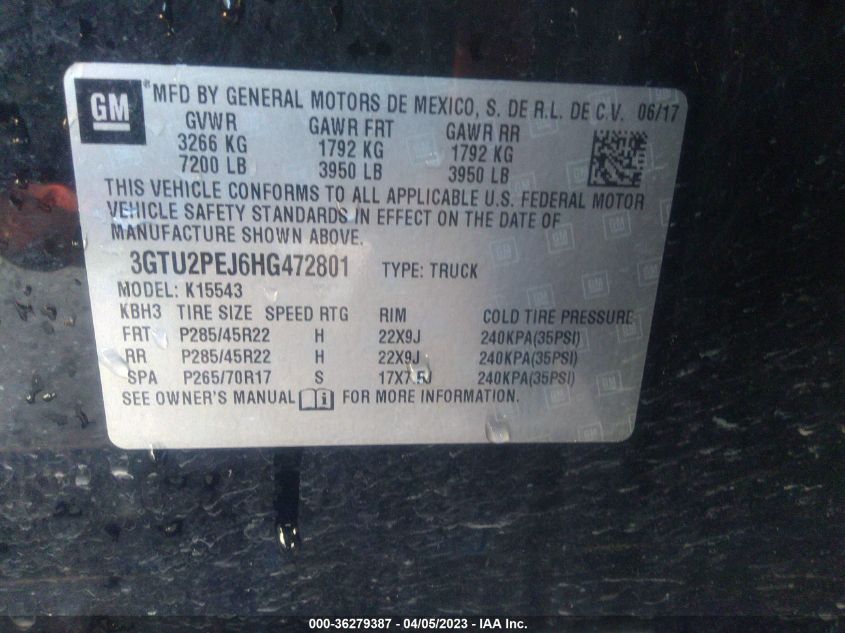 GM ® MFD BY GENERAL MOTORS DE MEXICO, S. DE R.L. DE C.V. 06/17
GVWR GAWR FRT GAWR RR
3266 KG 1792 KG 1792 KG
7200 LB 3950 LB 3950 LB
THIS VEHICLE CONFORMS TO ALL APPLICABLE U.S. FEDERAL MOTOR
VEHICLE SAFETY STANDARDS IN EFFECT ON THE DATE OF
MANUFACTURE SHOWN ABOVE.
3GTU2PEJ6HG472801 TYPE: TRUCK
MODEL: K15543
KBH3 TIRE SIZE SPEED RTG RIM COLD TIRE PRESSURE
FRT P285/45R22 H 22X9J 240KPA(35PSI)
RR P285/45R22 H 22X9J 240KPA(35PSI)
SPA P265/70R17 S 17X7.5J 240KPA(35PSI)
SEE OWNER'S MANUAL FOR MORE INFORMATION.
000-36279387 - 04/05/2023 - IAA Inc.